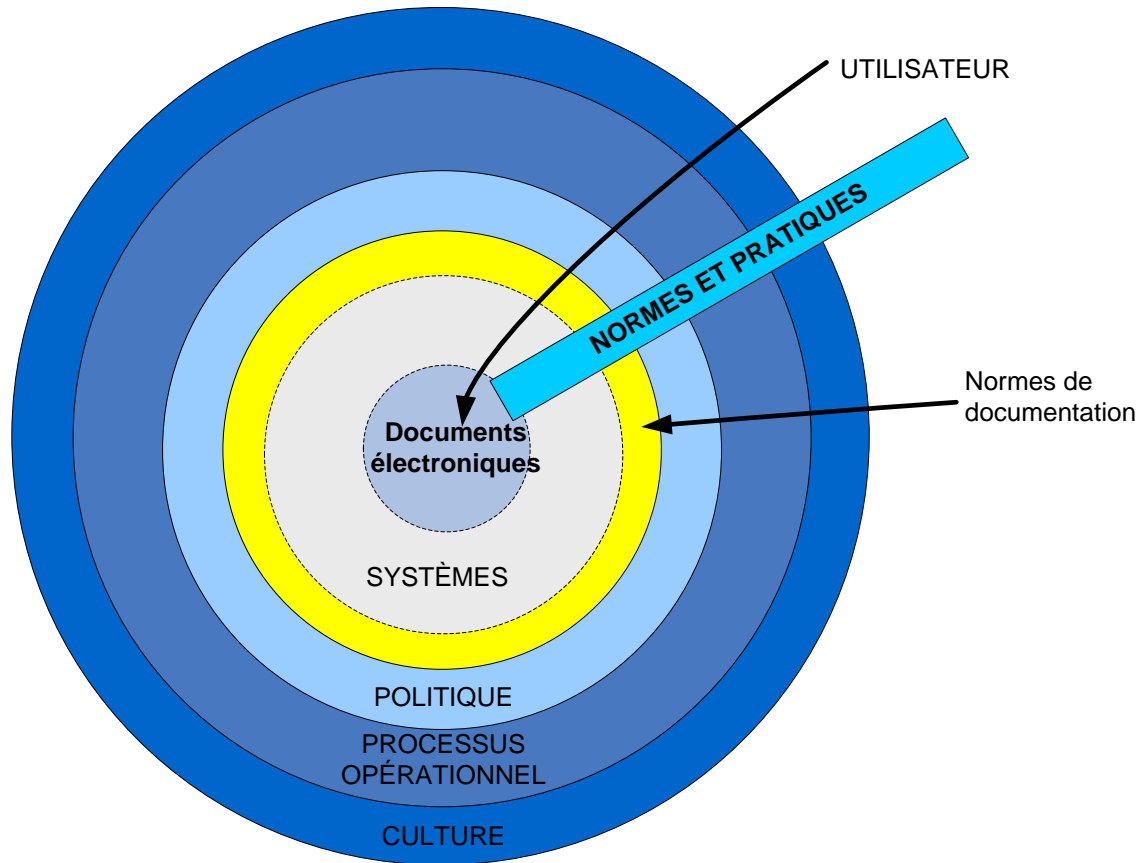 UTILISATEUR
NORMES ET PRATIQUES
Normes de
documentation
Documents
électroniques
SYSTÈMES
POLITIQUE
PROCESSUS
OPÉRATIONNEL
CULTURE